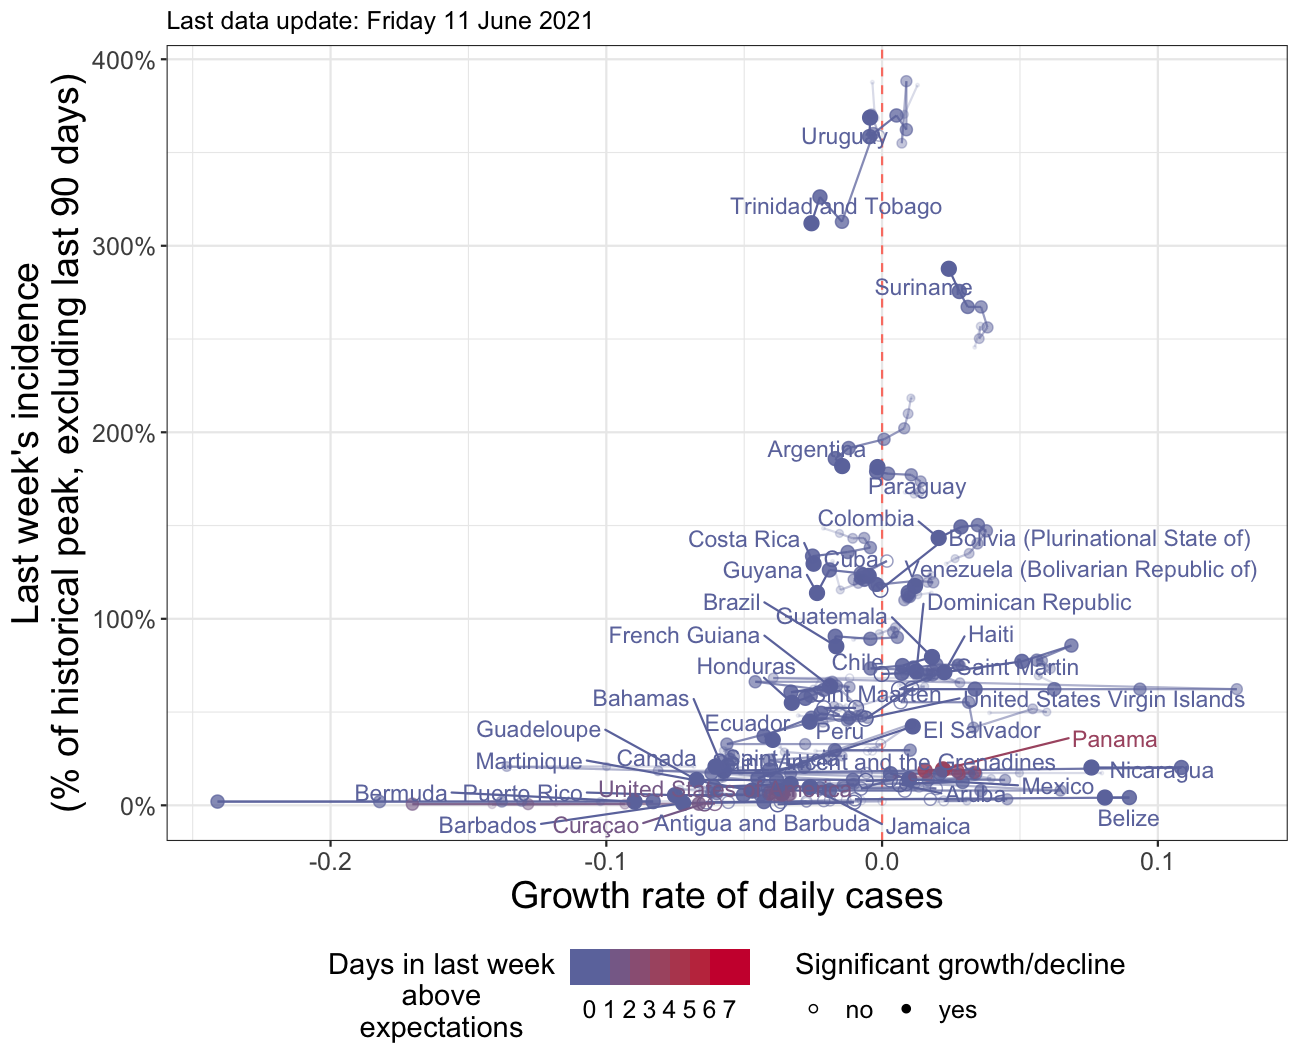 Last data update: Friday 11 June 2021
Last week's incidence
(% of historical peak, excluding last 90 days)
400%
300%
200%
100%
0%
Uruguay
Trinidad and Tobago
Suriname
Argentina
Paraguay
Colombia
Costa Rica
Bolivia (Plurinational State of)
Cuba
Guyana
Venezuela (Bolivarian Republic of)
Brazil
Dominican Republic
Guatemala
French Guiana
Haiti
Honduras
Chile
Saint Martin
Bahamas
Sint Maarten
United States Virgin Islands
Guadeloupe
Ecuador
Peru
El Salvador
Panama
Martinique
Canada
Saint Lucia
Saint Vincent and the Grenadines
Nicaragua
Bermuda
Puerto Rico
United States of America
Aruba
Mexico
Barbados
Curaçao
Antigua and Barbuda
Jamaica
Belize
-0.2
-0.1
0.0
0.1
Growth rate of daily cases
Days in last week
above
expectations
0 1 2 3 4 5 6 7
Significant growth/decline
no
yes